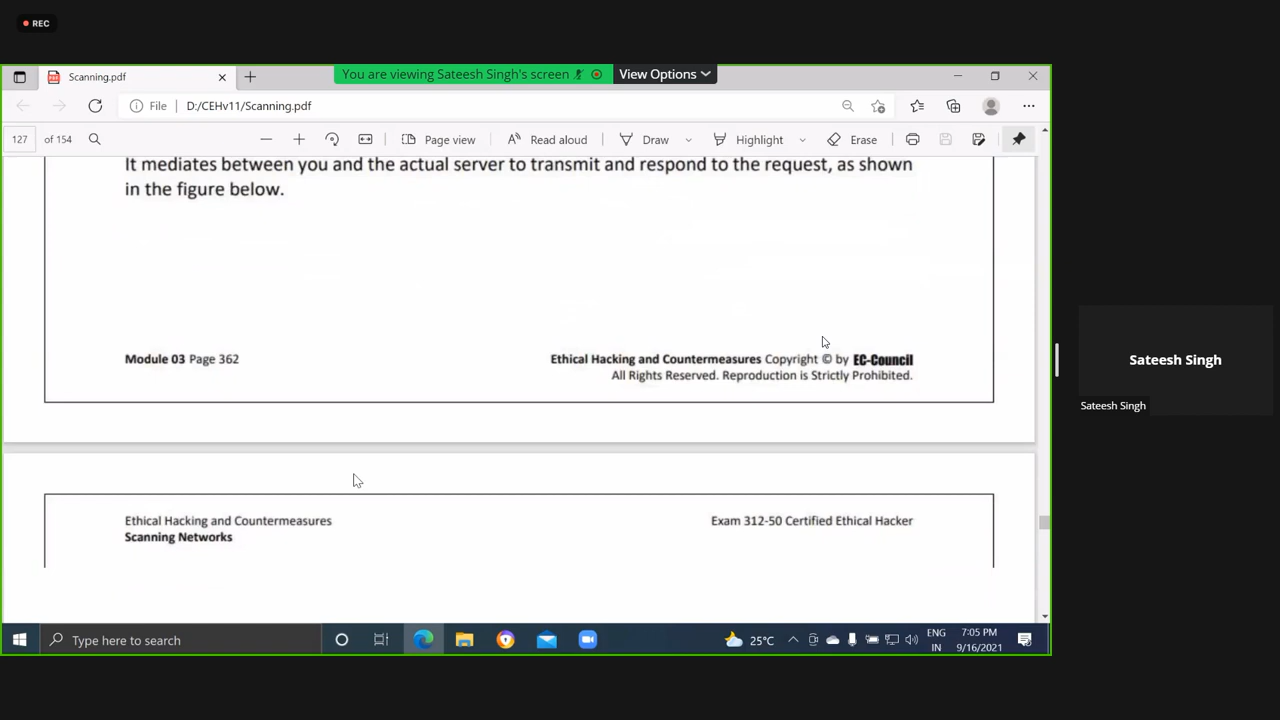 REC
Scanning.pdf
You are viewing Sateesh Singh's screen
View Options
File
D:/CEHv11/Scanning.pdf
127 of 154
Page view
Read aloud
Draw
Highlight
Erase
It mediates between you and the actual server to transmit and respond to the request, as shown
in the figure below.
Module 03 Page 362
Ethical Hacking and Countermeasures Copyright © by EC-Council
All Rights Reserved. Reproduction is Strictly Prohibited.
Ethical Hacking and Countermeasures
Scanning Networks
Exam 312-50 Certified Ethical Hacker
Sateesh Singh
Sateesh Singh
Type here to search
25°C
ENG
IN
7:05 PM
9/16/2021